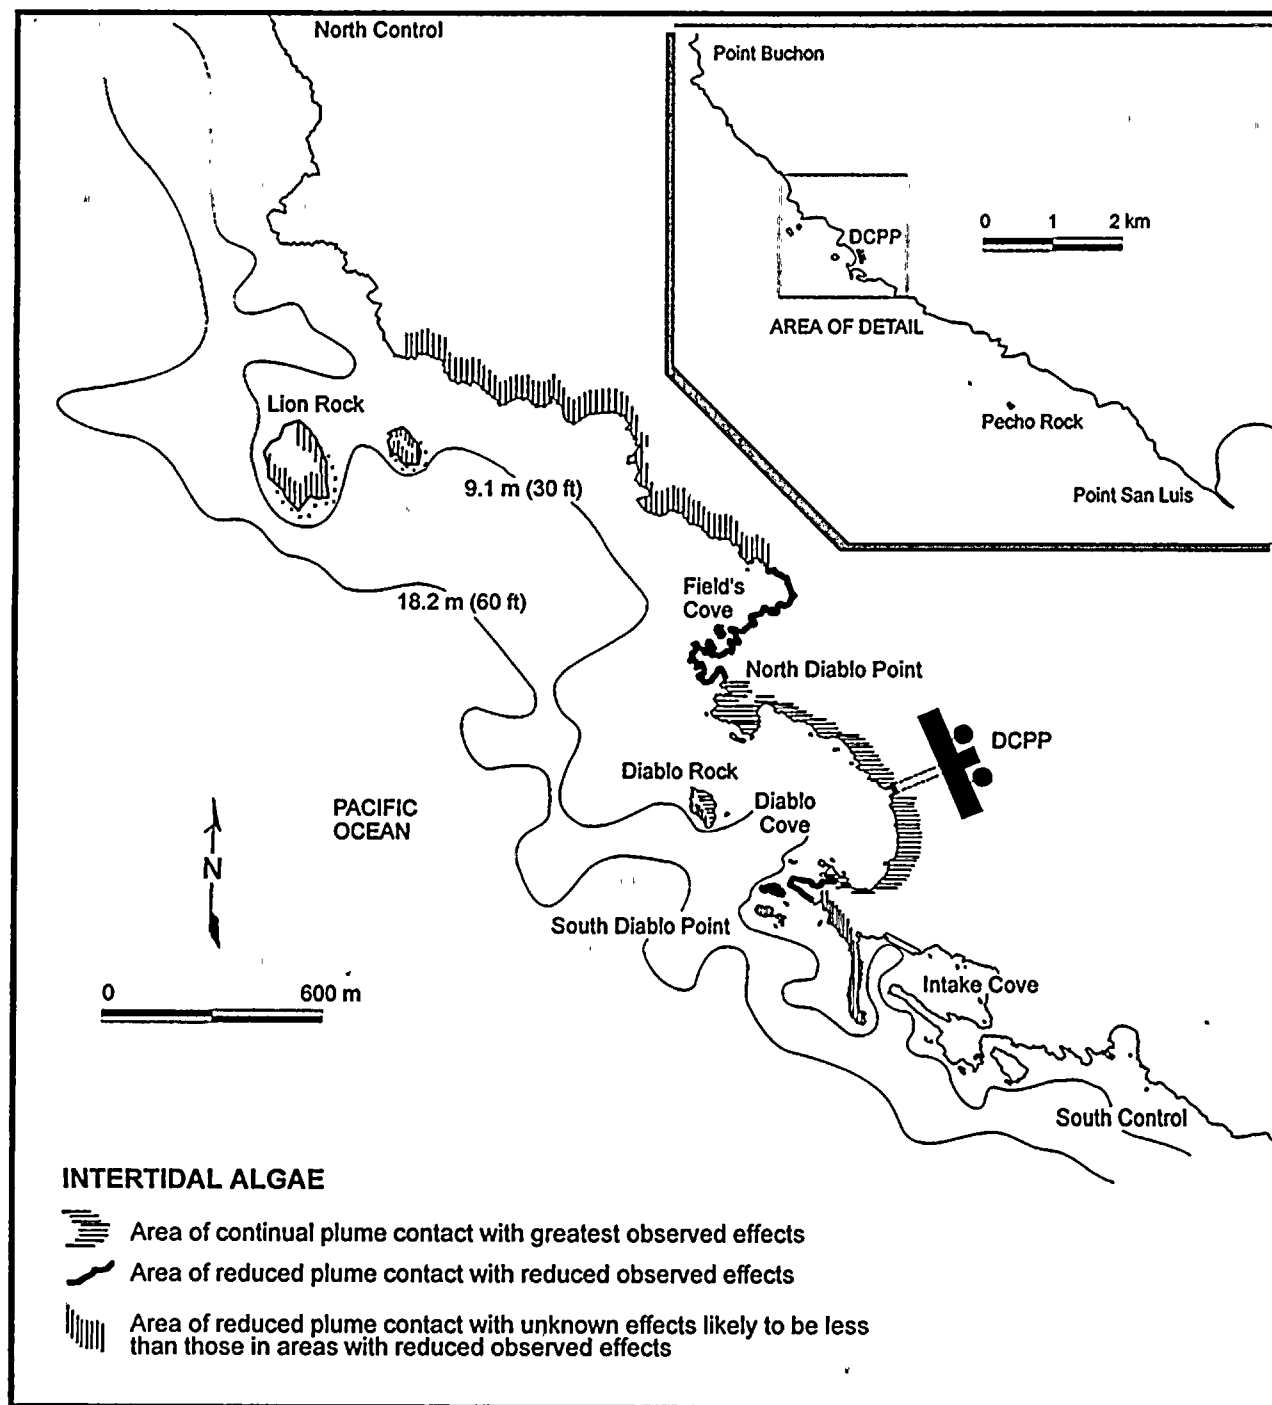 North Control
Point Buchon
0 1 2 km
DCPP
AREA OF DETAIL
Pecho Rock
Point San Luis
Lion Rock
9.1 m (30 ft)
18.2 m (60 ft)
Field's
Cove
North Diablo Point
DCPP
Diablo Rock
Diablo
Cove
PACIFIC
OCEAN
N
South Diablo Point
Intake Cove
0 600 m
South Control
INTERTIDAL ALGAE
Area of continual plume contact with greatest observed effects
Area of reduced plume contact with reduced observed effects
Area of reduced plume contact with unknown effects likely to be less
than those in areas with reduced observed effects